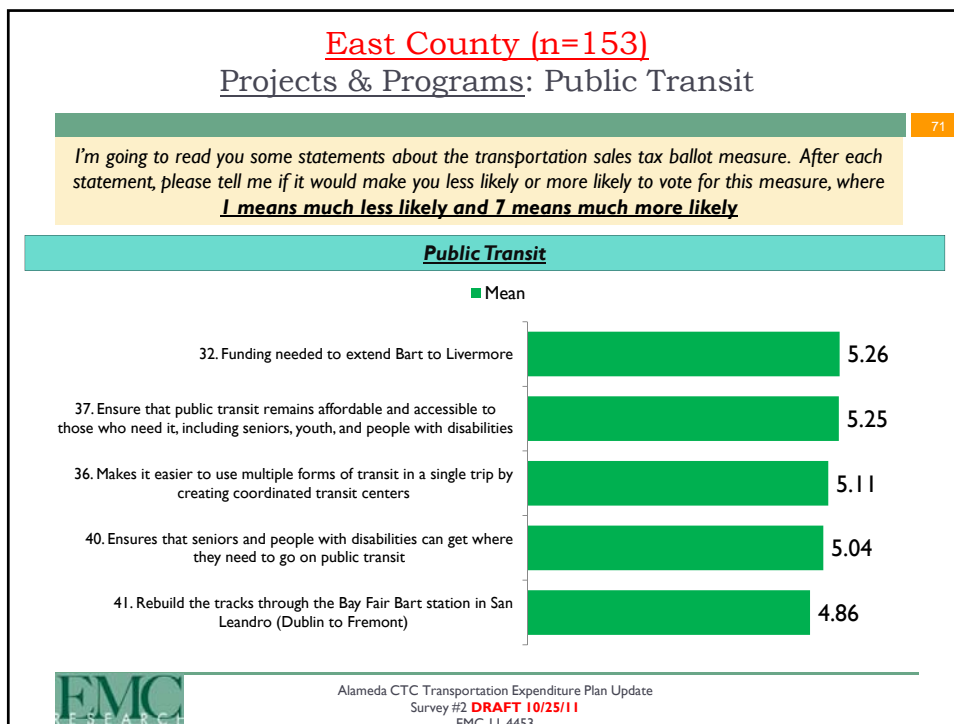 East County (n=153)
Projects & Programs: Public Transit
71
I'm going to read you some statements about the transportation sales tax ballot measure. After each
statement, please tell me if it would make you less likely or more likely to vote for this measure, where
1 means much less likely and 7 means much more likely
Public Transit
Mean
32. Funding needed to extend Bart to Livermore
5.26
37. Ensure that public transit remains affordable and accessible to
those who need it, including seniors, youth, and people with disabilities
5.25
36. Makes it easier to use multiple forms of transit in a single trip by
creating coordinated transit centers
5.11
40. Ensures that seniors and people with disabilities can get where
they need to go on public transit
5.04
41. Rebuild the tracks through the Bay Fair Bart station in San
Leandro (Dublin to Fremont)
4.86
EMC
RESEARCH
Alameda CTC Transportation Expenditure Plan Update
Survey #2 DRAFT 10/25/11
EMC 11-4453